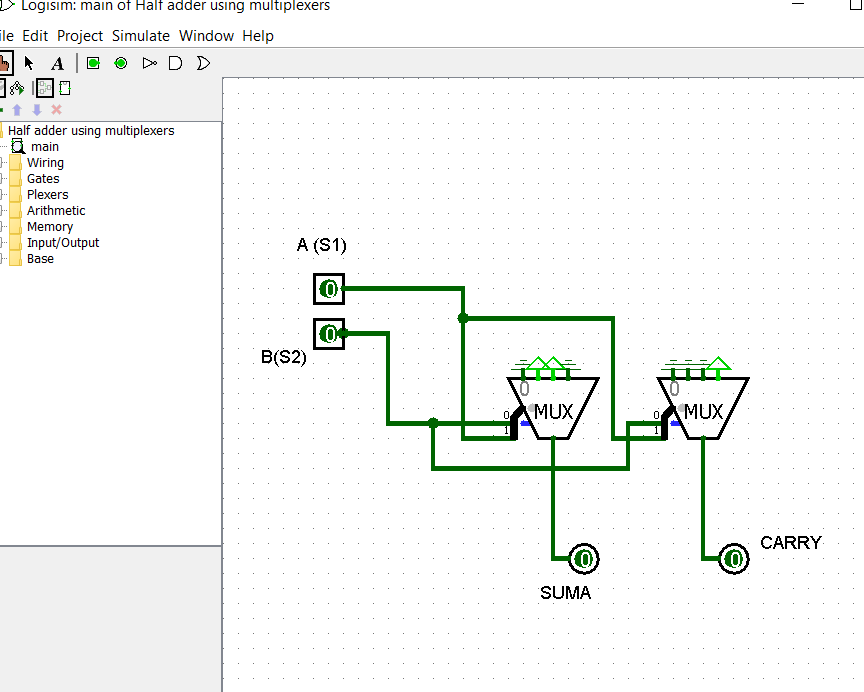 Logisim: main of Half adder using multiplexers
ile Edit Project Simulate Window Help
A
Half adder using multiplexers
main
Wiring
Gates
Plexers
Arithmetic
Memory
Input/Output
Base
A (S1)
0
0
B(S2)
0
0
MUX
MUX
0
1
0
1
0
0
CARRY
SUMA